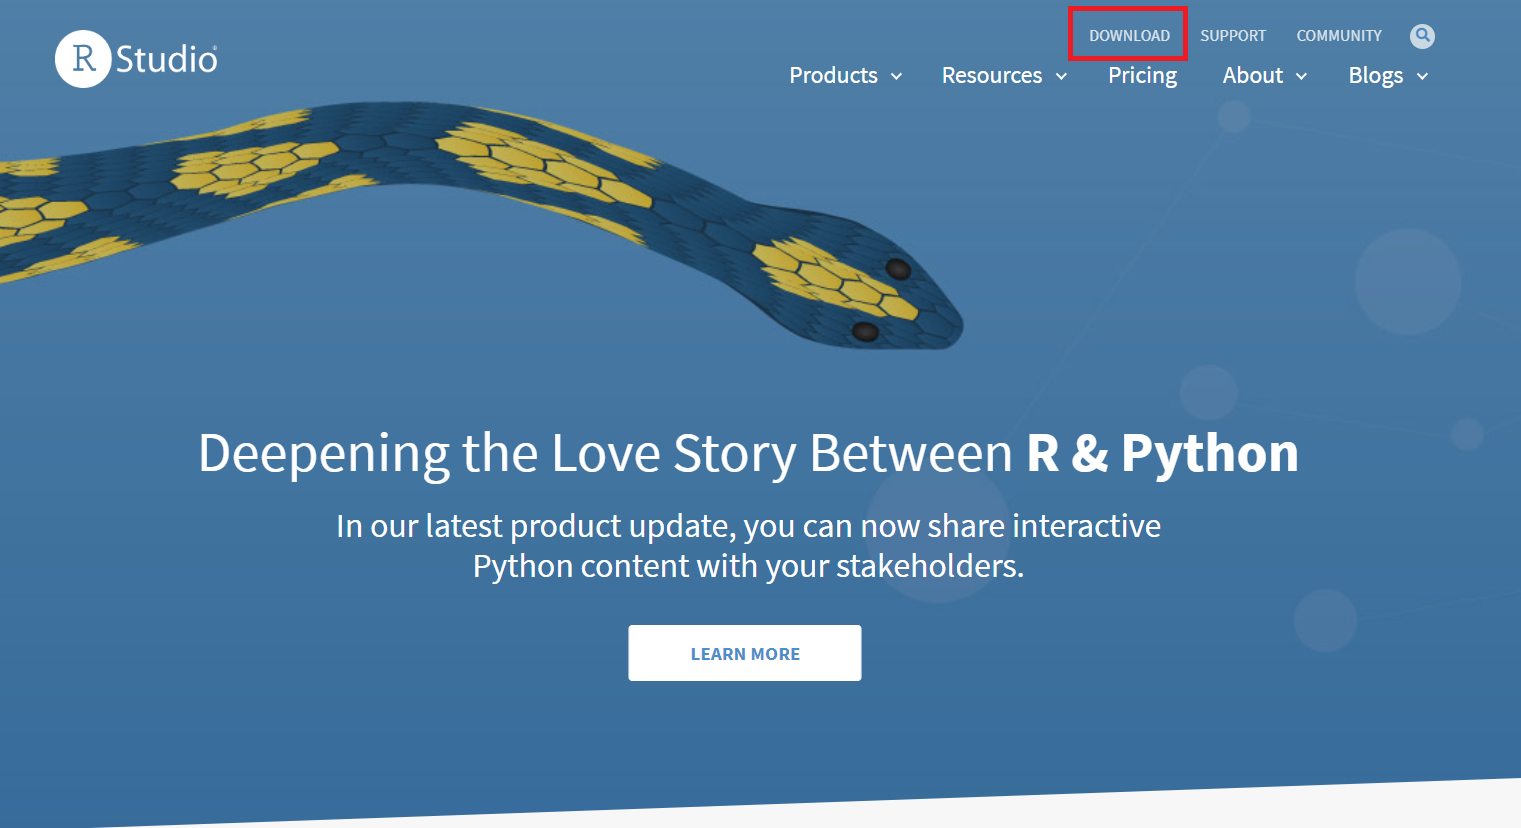 R Studio®
DOWNLOAD SUPPORT COMMUNITY
Products Resources Pricing About Blogs
Deepening the Love Story Between R & Python
In our latest product update, you can now share interactive
Python content with your stakeholders.
LEARN MORE